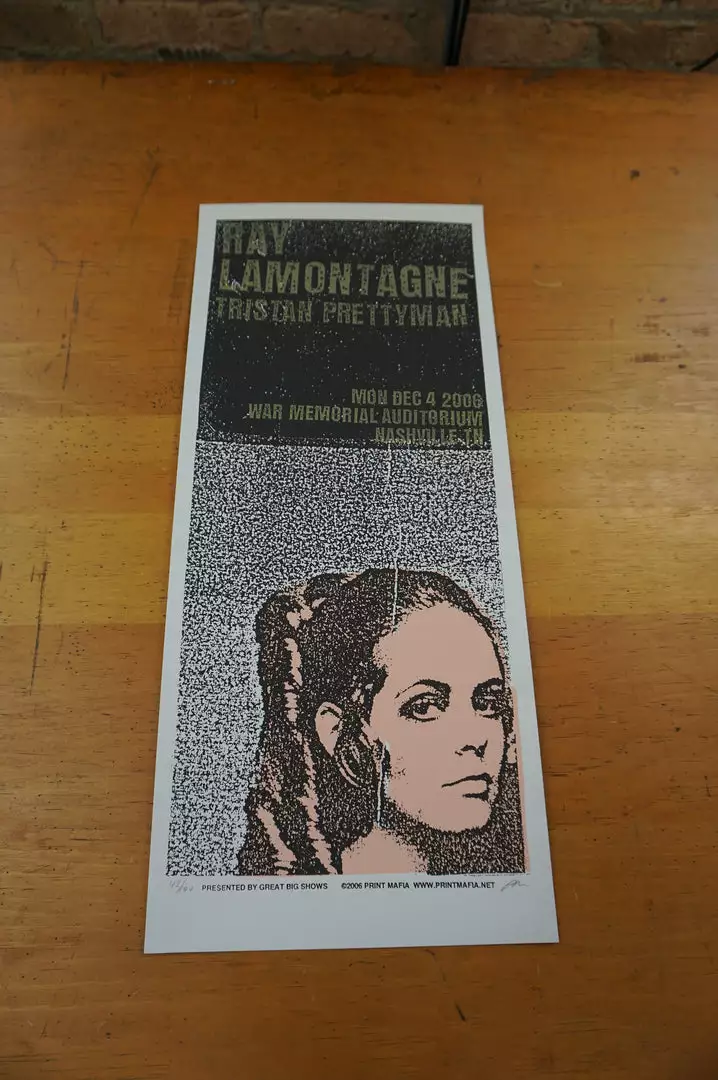 RAY
LAMONTAGNE
TRISTAN PRETTYMAN
MON DEC 4 2006
WAR MEMORIAL AUDITORIUM
NASHVILLE TN
PRESENTED BY GREAT BIG SHOWS ©2006 PRINT MAFIA WWW.PRINTMAFIA.NET